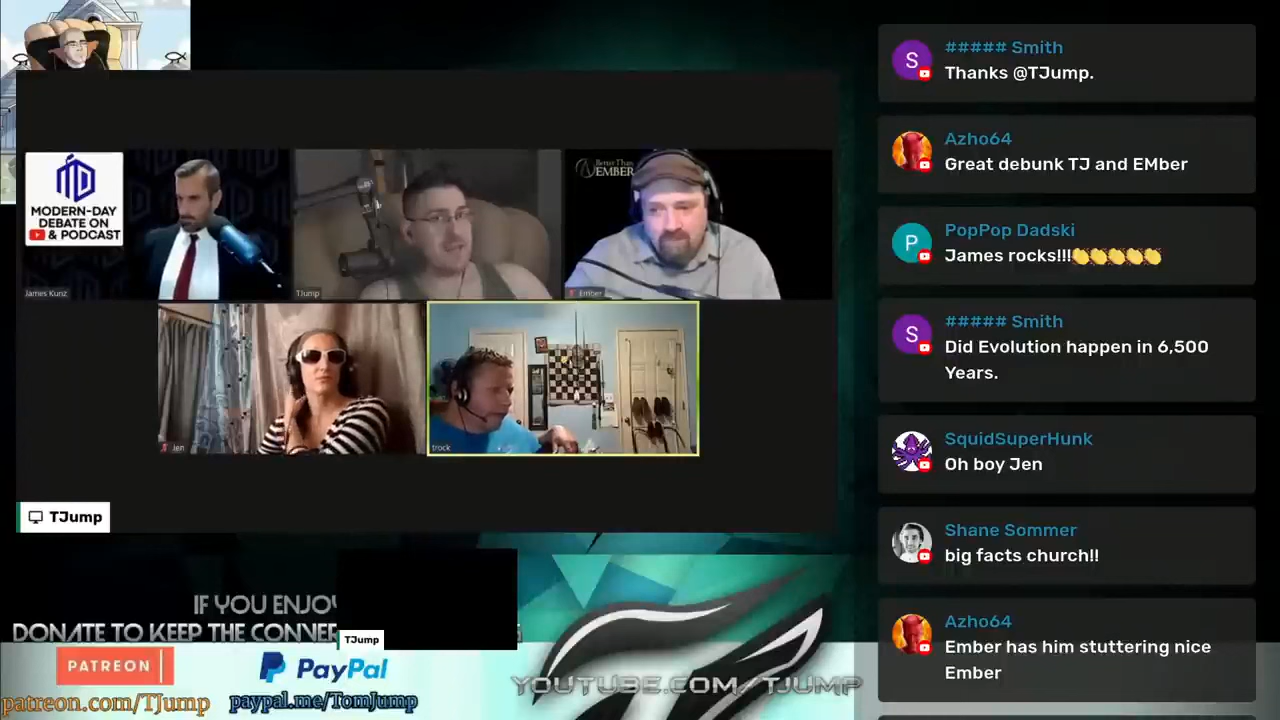 MODERN-DAY
DEBATE ON
& PODCAST
James Kunz
TJump
Better Than
EMBER
Ember
Jen
trock
TJump
IF YOU ENJOY
DONATE TO KEEP THE CONVER
TJump
PATREON
PayPal
patreon.com/TJump
paypal.me/TomJump
YOUTUBE.COM/TJUMP
S
##### Smith
Thanks @TJump.
Azho64
Great debunk TJ and EMber
P
PopPop Dadski
James rocks!!!👏👏👏👏👏
S
##### Smith
Did Evolution happen in 6,500
Years.
SquidSuperHunk
Oh boy Jen
Shane Sommer
big facts church!!
Azho64
Ember has him stuttering nice
Ember